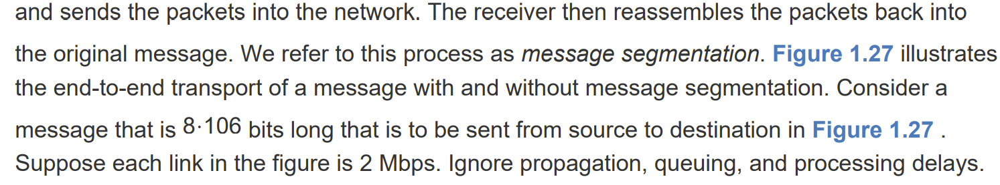 and sends the packets into the network. The receiver then reassembles the packets back into
the original message. We refer to this process as message segmentation. Figure 1.27 illustrates
the end-to-end transport of a message with and without message segmentation. Consider a
message that is 8·106 bits long that is to be sent from source to destination in Figure 1.27 .
Suppose each link in the figure is 2 Mbps. Ignore propagation, queuing, and processing delays.